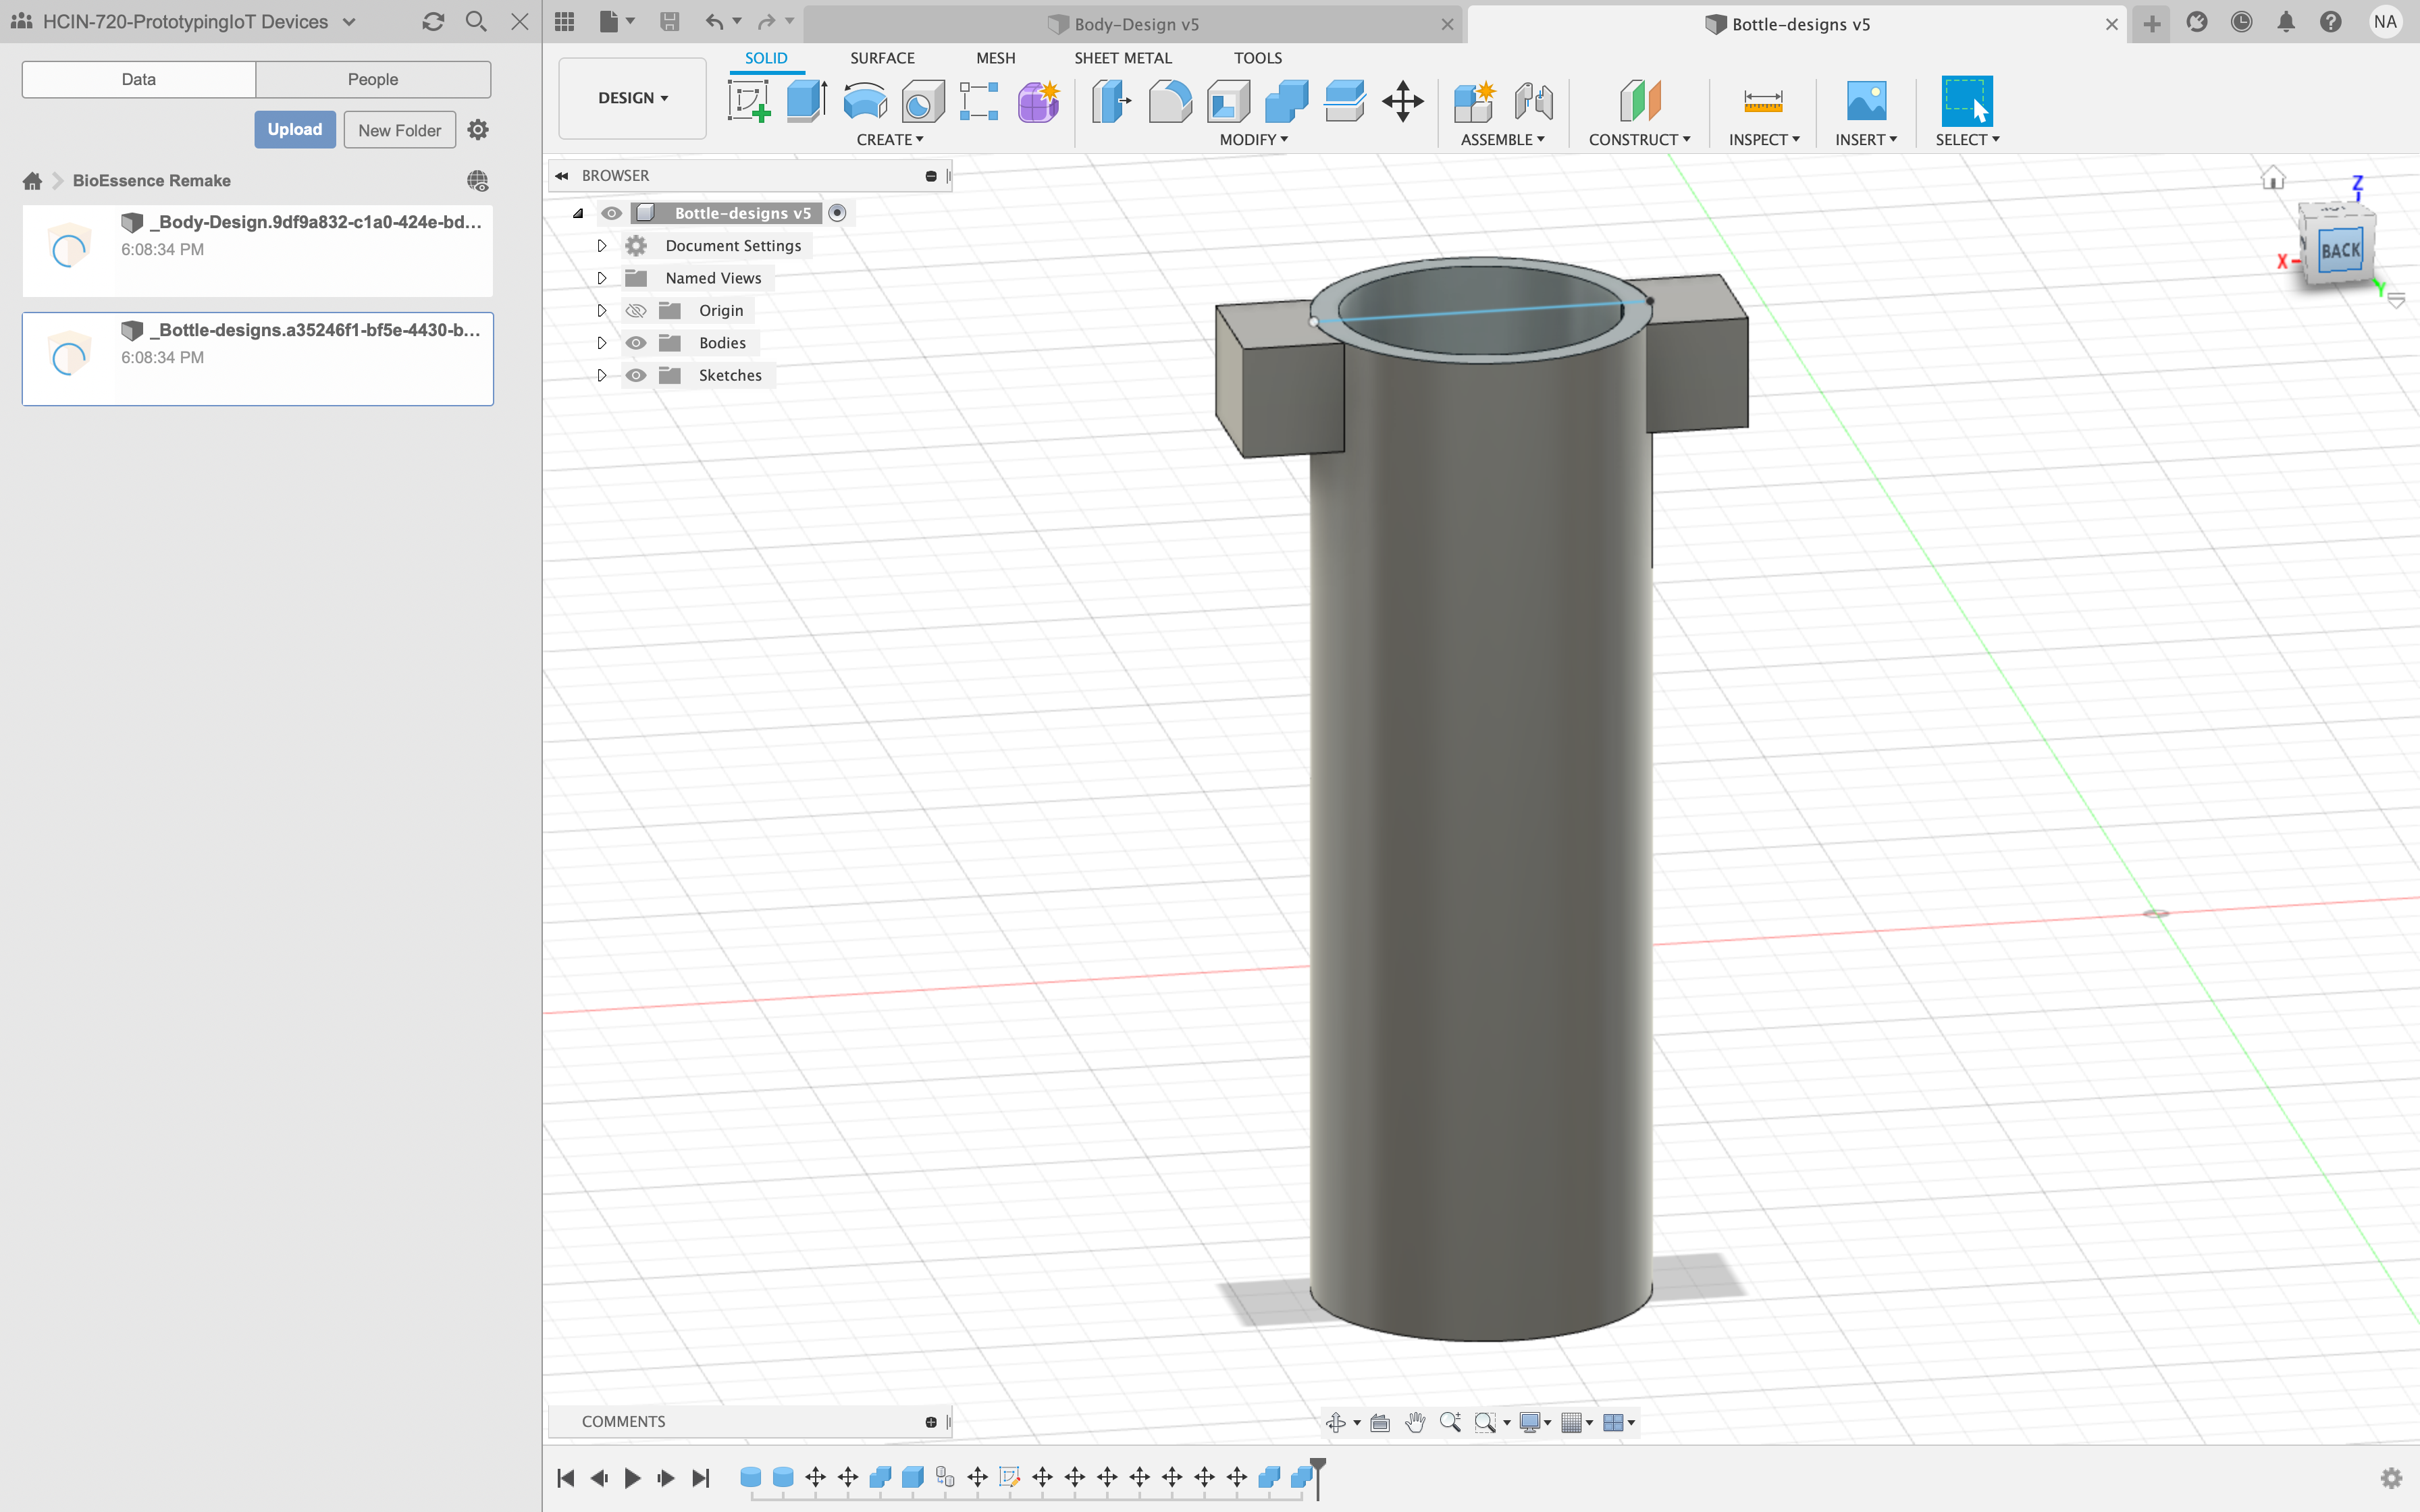 HCIN-720-PrototypingIoT Devices
Body-Design v5
Bottle-designs v5
NA
Data
People
Upload
New Folder
BioEssence Remake
_Body-Design.9df9a832-c1a0-424e-bd...
6:08:34 PM
_Bottle-designs.a35246f1-bf5e-4430-b...
6:08:34 PM
SOLID
SURFACE
MESH
SHEET METAL
TOOLS
DESIGN
CREATE
MODIFY
ASSEMBLE
CONSTRUCT
INSPECT
INSERT
SELECT
BROWSER
Bottle-designs v5
Document Settings
Named Views
Origin
Bodies
Sketches
Z
X
BACK
Y
COMMENTS